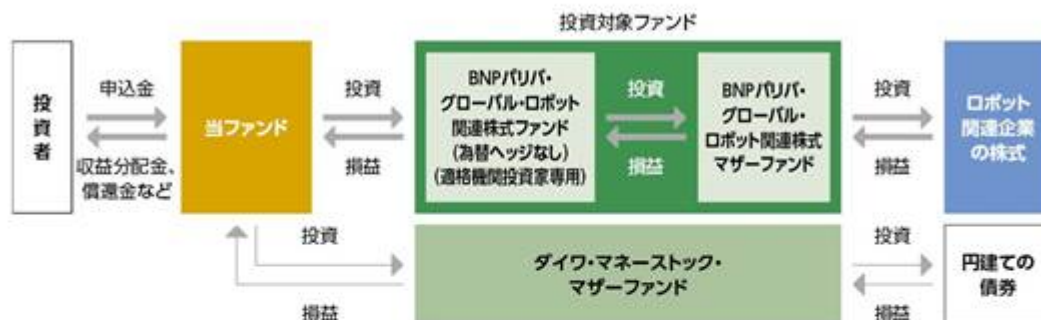 投資対象ファンド
投資者
申込金
収益分配金、
償還金など
当ファンド
投資
損益
BNPパリバ・
グローバル・ロボット
関連株式ファンド
(為替ヘッジなし)
(適格機関投資家専用)
投資
損益
BNPパリバ・
グローバル・
ロボット関連株式
マザーファンド
投資
損益
ロボット
関連企業
の株式
投資
損益
ダイワ・マネーストック・
マザーファンド
投資
損益
円建ての
債券